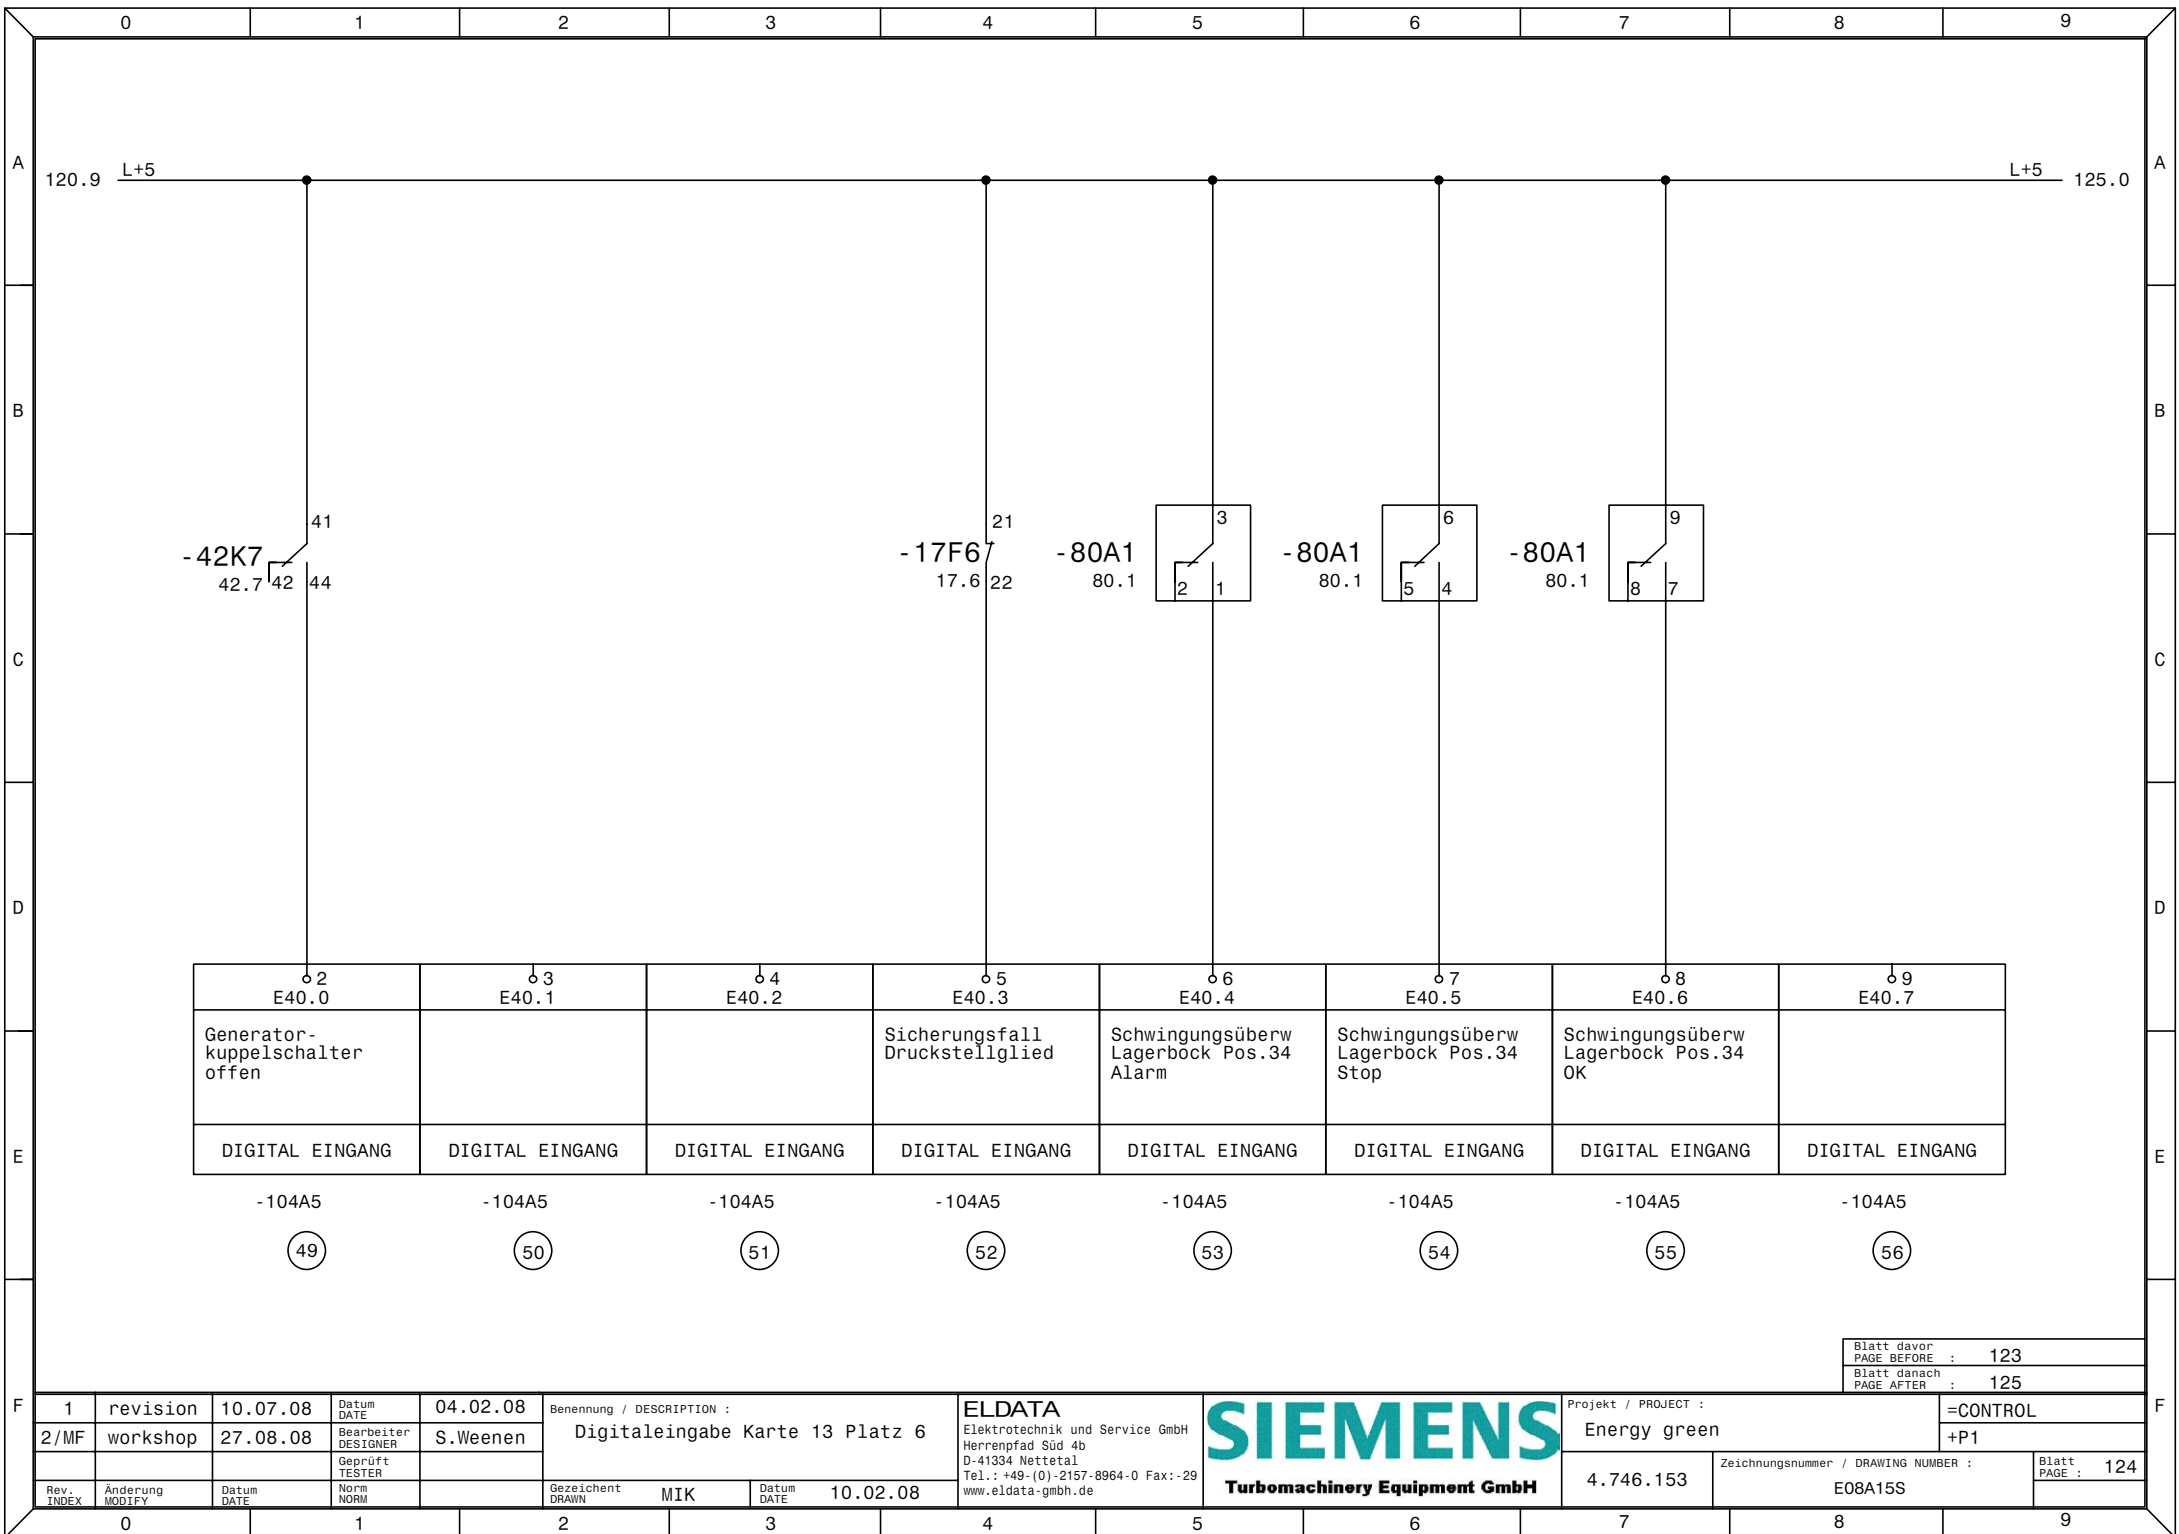 0 1 2 3 4 5 6 7 8 9
A A
120.9 L+5 L+5 125.0
B B
41 21 3 6 9
-42K7 -17F6 -80A1 -80A1 -80A1
42.7 42 44 17.6 22 80.1 2 1 80.1 5 4 80.1 8 7
C C
D D
2 3 4 5 6 7 8 9
E40.0 E40.1 E40.2 E40.3 E40.4 E40.5 E40.6 E40.7
Generator-
kuppelschalter
offen
Sicherungsfall
Druckstellglied
Schwingungsüberw
Lagerbock Pos.34
Alarm
Schwingungsüberw
Lagerbock Pos.34
Stop
Schwingungsüberw
Lagerbock Pos.34
OK
E E
DIGITAL EINGANG DIGITAL EINGANG DIGITAL EINGANG DIGITAL EINGANG DIGITAL EINGANG DIGITAL EINGANG DIGITAL EINGANG DIGITAL EINGANG
-104A5 -104A5 -104A5 -104A5 -104A5 -104A5 -104A5 -104A5
49 50 51 52 53 54 55 56
Blatt davor
PAGE BEFORE : 123
Blatt danach
PAGE AFTER : 125
F F
1 revision 10.07.08
2/MF workshop 27.08.08
Rev.
INDEX
Änderung
MODIFY
Datum
DATE
Datum
DATE
04.02.08
Bearbeiter
DESIGNER
S.Weenen
Geprüft
TESTER
Norm
NORM
Benennung / DESCRIPTION :
Digitaleingabe Karte 13 Platz 6
Gezeichent
DRAWN
MIK
Datum
DATE
10.02.08
ELDATA
Elektrotechnik und Service GmbH
Herrenpfad Süd 4b
D-41334 Nettetal
Tel.: +49-(0)-2157-8964-0 Fax:-29
www.eldata-gmbh.de
SIEMENS
Turbomachinery Equipment GmbH
Projekt / PROJECT :
Energy green
=CONTROL
+P1
4.746.153
Zeichnungsnummer / DRAWING NUMBER :
E08A15S
Blatt
PAGE : 124
0 1 2 3 4 5 6 7 8 9